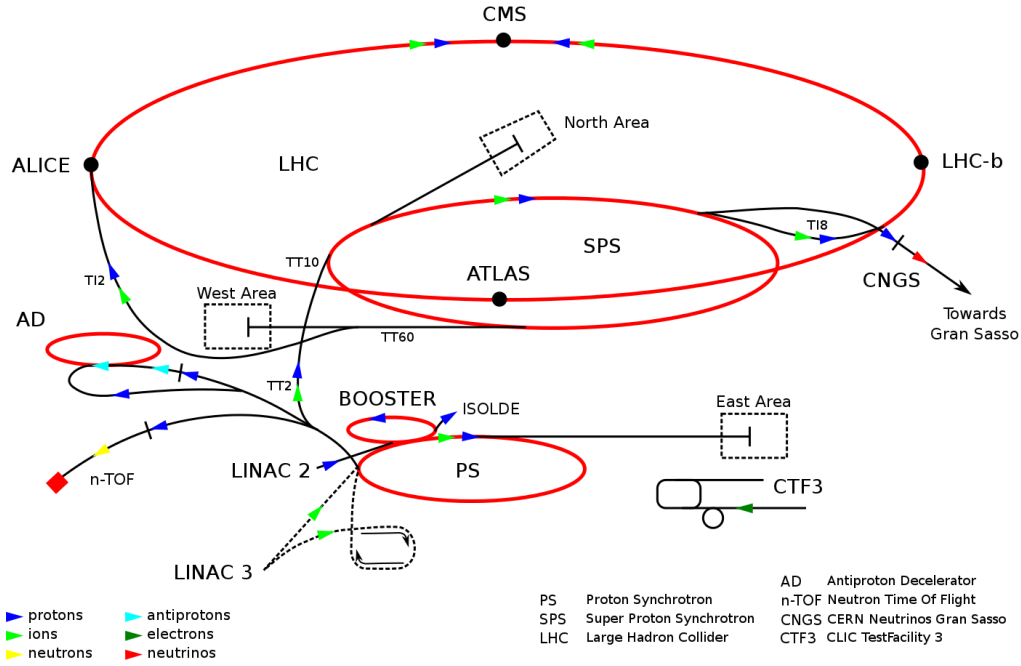 CMS
North Area
ALICE
LHC
LHC-b
SPS
TI8
TT10
ATLAS
TI2
CNGS
West Area
AD
Towards
Gran Sasso
TT60
TT2
BOOSTER
ISOLDE
East Area
LINAC 2
PS
n-TOF
CTF3
LINAC 3
protons
antiprotons
ions
electrons
neutrons
neutrinos
PS Proton Synchrotron
SPS Super Proton Synchrotron
LHC Large Hadron Collider
AD Antiproton Decelerator
n-TOF Neutron Time Of Flight
CNGS CERN Neutrinos Gran Sasso
CTF3 CLIC TestFacility 3